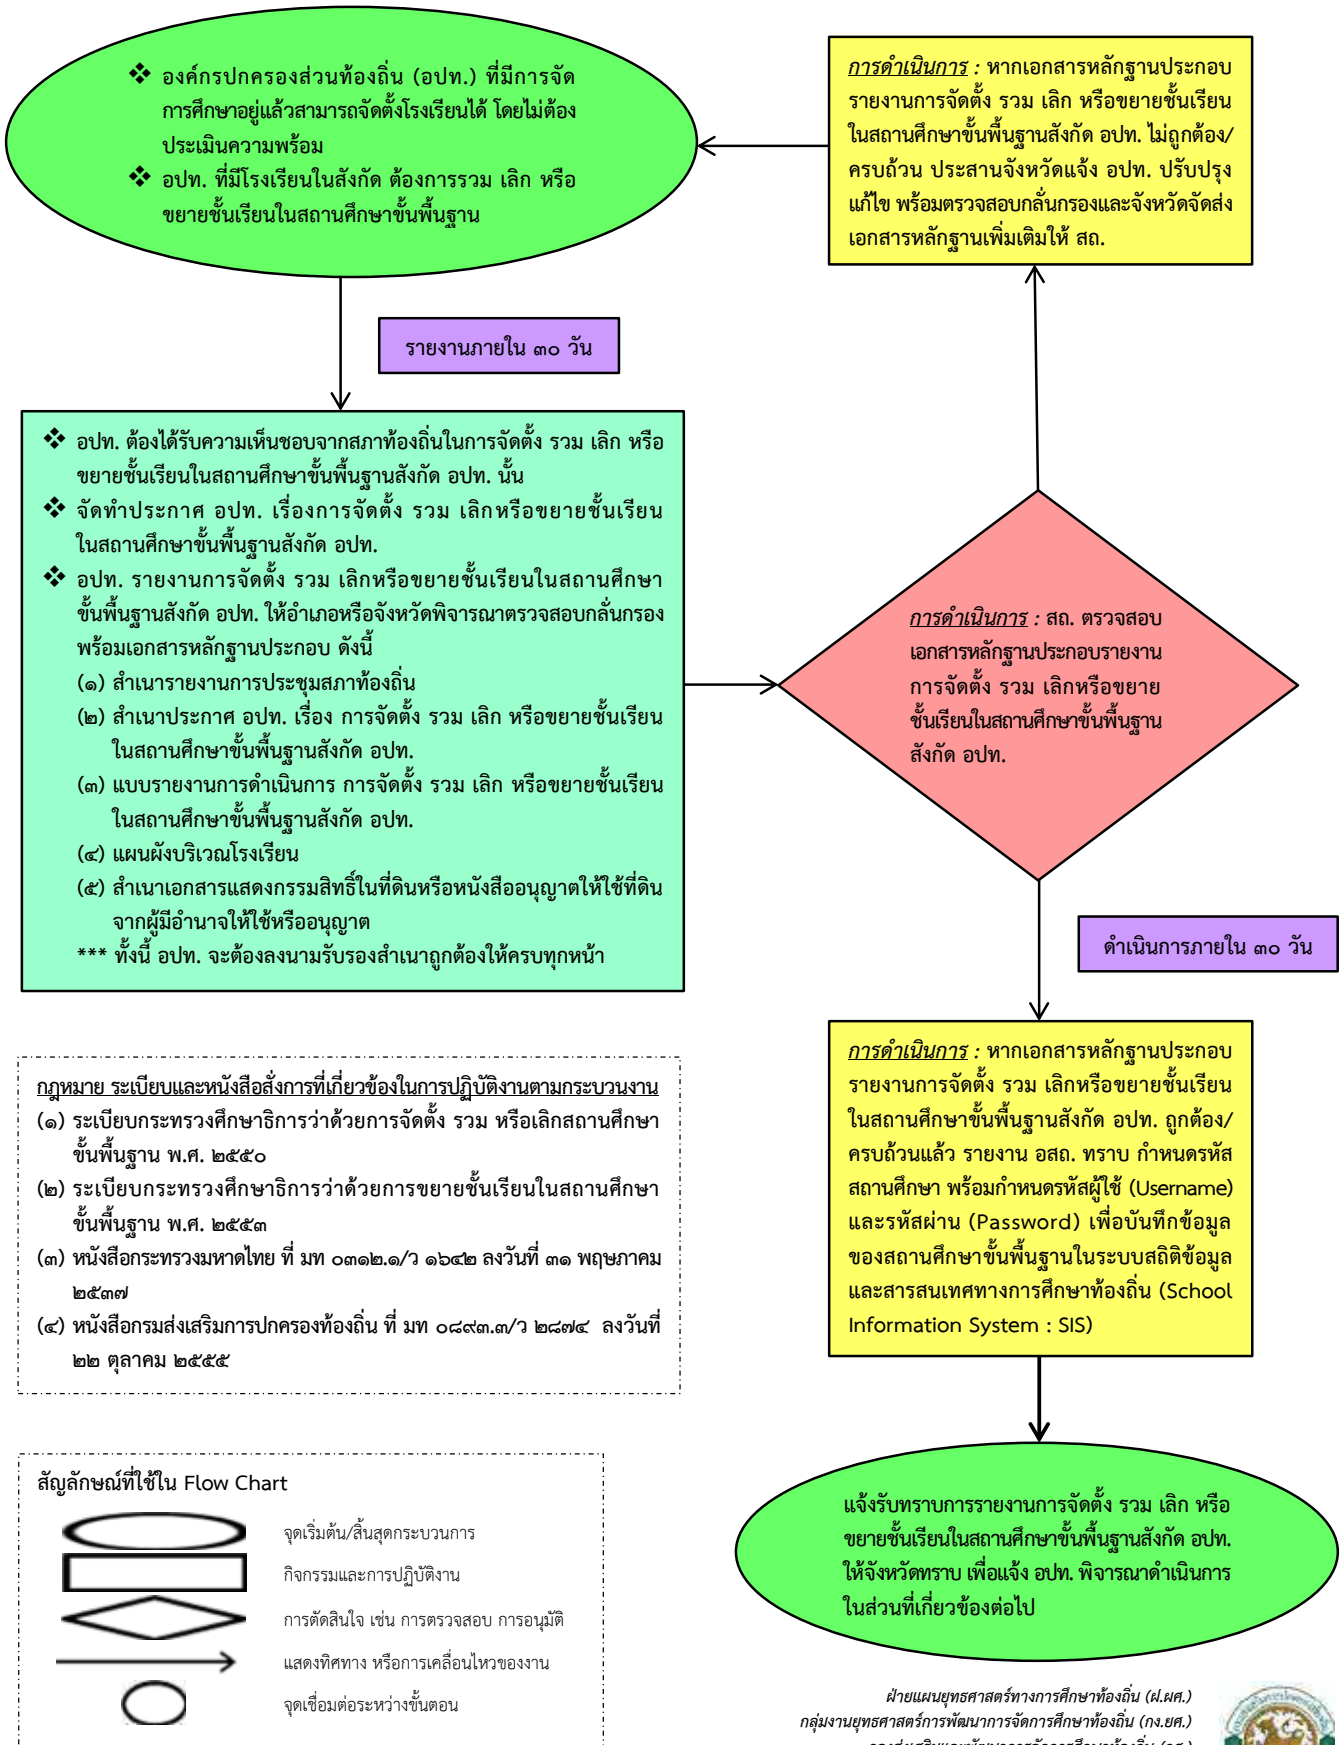 ❖ องค์กรปกครองส่วนท้องถิ่น (อปท.) ที่มีการจัด
การศึกษาอยู่แล้วสามารถจัดตั้งโรงเรียนได้ โดยไม่ต้อง
ประเมินความพร้อม
❖ อปท. ที่มีโรงเรียนในสังกัด ต้องการรวม เลิก หรือ
ขยายชั้นเรียนในสถานศึกษาขั้นพื้นฐาน
การดำเนินการ : หากเอกสารหลักฐานประกอบ
รายงานการจัดตั้ง รวม เลิก หรือขยายชั้นเรียน
ในสถานศึกษาขั้นพื้นฐานสังกัด อปท. ไม่ถูกต้อง/
ครบถ้วน ประสานจังหวัดแจ้ง อปท. ปรับปรุง
แก้ไข พร้อมตรวจสอบกลั่นกรองและจังหวัดจัดส่ง
เอกสารหลักฐานเพิ่มเติมให้ สถ.
รายงานภายใน ๓๐ วัน
❖ อปท. ต้องได้รับความเห็นชอบจากสภาท้องถิ่นในการจัดตั้ง รวม เลิก หรือ
ขยายชั้นเรียนในสถานศึกษาขั้นพื้นฐานสังกัด อปท. นั้น
❖ จัดทำประกาศ อปท. เรื่องการจัดตั้ง รวม เลิกหรือขยายชั้นเรียน
ในสถานศึกษาขั้นพื้นฐานสังกัด อปท.
❖ อปท. รายงานการจัดตั้ง รวม เลิกหรือขยายชั้นเรียนในสถานศึกษา
ขั้นพื้นฐานสังกัด อปท. ให้อำเภอหรือจังหวัดพิจารณาตรวจสอบกลั่นกรอง
พร้อมเอกสารหลักฐานประกอบ ดังนี้
(๑) สำเนารายงานการประชุมสภาท้องถิ่น
(๒) สำเนาประกาศ อปท. เรื่อง การจัดตั้ง รวม เลิก หรือขยายชั้นเรียน
ในสถานศึกษาขั้นพื้นฐานสังกัด อปท.
(๓) แบบรายงานการดำเนินการ การจัดตั้ง รวม เลิก หรือขยายชั้นเรียน
ในสถานศึกษาขั้นพื้นฐานสังกัด อปท.
(๔) แผนผังบริเวณโรงเรียน
(๕) สำเนาเอกสารแสดงกรรมสิทธิ์ในที่ดินหรือหนังสืออนุญาตให้ใช้ที่ดิน
จากผู้มีอำนาจให้ใช้หรืออนุญาต
*** ทั้งนี้ อปท. จะต้องลงนามรับรองสำเนาถูกต้องให้ครบทุกหน้า
การดำเนินการ : สถ. ตรวจสอบ
เอกสารหลักฐานประกอบรายงาน
การจัดตั้ง รวม เลิกหรือขยาย
ชั้นเรียนในสถานศึกษาขั้นพื้นฐาน
สังกัด อปท.
ดำเนินการภายใน ๓๐ วัน
การดำเนินการ : หากเอกสารหลักฐานประกอบ
รายงานการจัดตั้ง รวม เลิกหรือขยายชั้นเรียน
ในสถานศึกษาขั้นพื้นฐานสังกัด อปท. ถูกต้อง/
ครบถ้วนแล้ว รายงาน อสถ. ทราบ กำหนดรหัส
สถานศึกษา พร้อมกำหนดรหัสผู้ใช้ (Username)
และรหัสผ่าน (Password) เพื่อบันทึกข้อมูล
ของสถานศึกษาขั้นพื้นฐานในระบบสถิติข้อมูล
และสารสนเทศทางการศึกษาท้องถิ่น (School
Information System : SIS)
กฎหมาย ระเบียบและหนังสือสั่งการที่เกี่ยวข้องในการปฏิบัติงานตามกระบวนงาน
(๑) ระเบียบกระทรวงศึกษาธิการว่าด้วยการจัดตั้ง รวม หรือเลิกสถานศึกษา
ขั้นพื้นฐาน พ.ศ. ๒๕๕๐
(๒) ระเบียบกระทรวงศึกษาธิการว่าด้วยการขยายชั้นเรียนในสถานศึกษา
ขั้นพื้นฐาน พ.ศ. ๒๕๕๓
(๓) หนังสือกระทรวงมหาดไทย ที่ มท ๐๓๑๒.๑/ว ๑๖๔๒ ลงวันที่ ๓๑ พฤษภาคม
๒๕๓๗
(๔) หนังสือกรมส่งเสริมการปกครองท้องถิ่น ที่ มท ๐๘๙๓.๓/ว ๒๘๗๔ ลงวันที่
๒๒ ตุลาคม ๒๕๕๕
สัญลักษณ์ที่ใช้ใน Flow Chart
จุดเริ่มต้น/สิ้นสุดกระบวนการ
กิจกรรมและการปฏิบัติงาน
การตัดสินใจ เช่น การตรวจสอบ การอนุมัติ
แสดงทิศทาง หรือการเคลื่อนไหวของงาน
จุดเชื่อมต่อระหว่างขั้นตอน
แจ้งรับทราบการรายงานการจัดตั้ง รวม เลิก หรือ
ขยายชั้นเรียนในสถานศึกษาขั้นพื้นฐานสังกัด อปท.
ให้จังหวัดทราบ เพื่อแจ้ง อปท. พิจารณาดำเนินการ
ในส่วนที่เกี่ยวข้องต่อไป
ฝ่ายแผนยุทธศาสตร์ทางการศึกษาท้องถิ่น (ฝ.ผศ.)
กลุ่มงานยุทธศาสตร์การพัฒนาการจัดการศึกษาท้องถิ่น (กง.ยศ.)